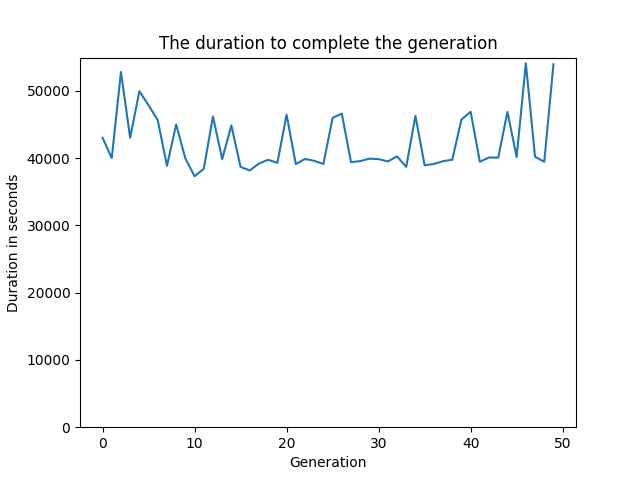 The duration to complete the generation
Duration in seconds
50000
40000
30000
20000
10000
0
0 10 20 30 40 50
Generation